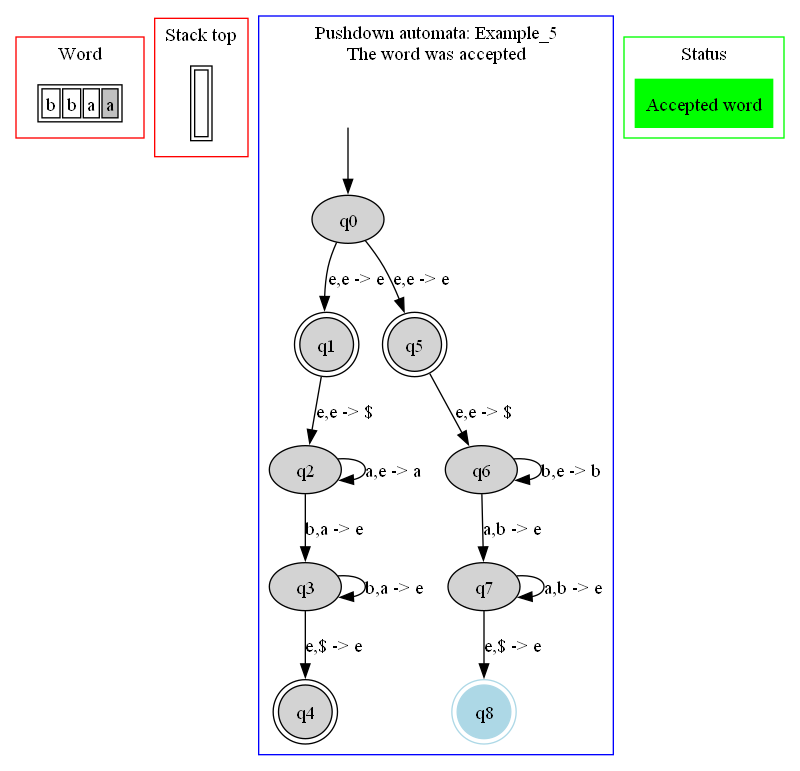 Word
b b a a
Stack top
Pushdown automata: Example_5
The word was accepted
Status
Accepted word
q0
e,e -> e
e,e -> e
q1
q5
e,e -> $
e,e -> $
q2
a,e -> a
q6
b,e -> b
b,a -> e
a,b -> e
q3
b,a -> e
q7
a,b -> e
e,$ -> e
e,$ -> e
q4
q8